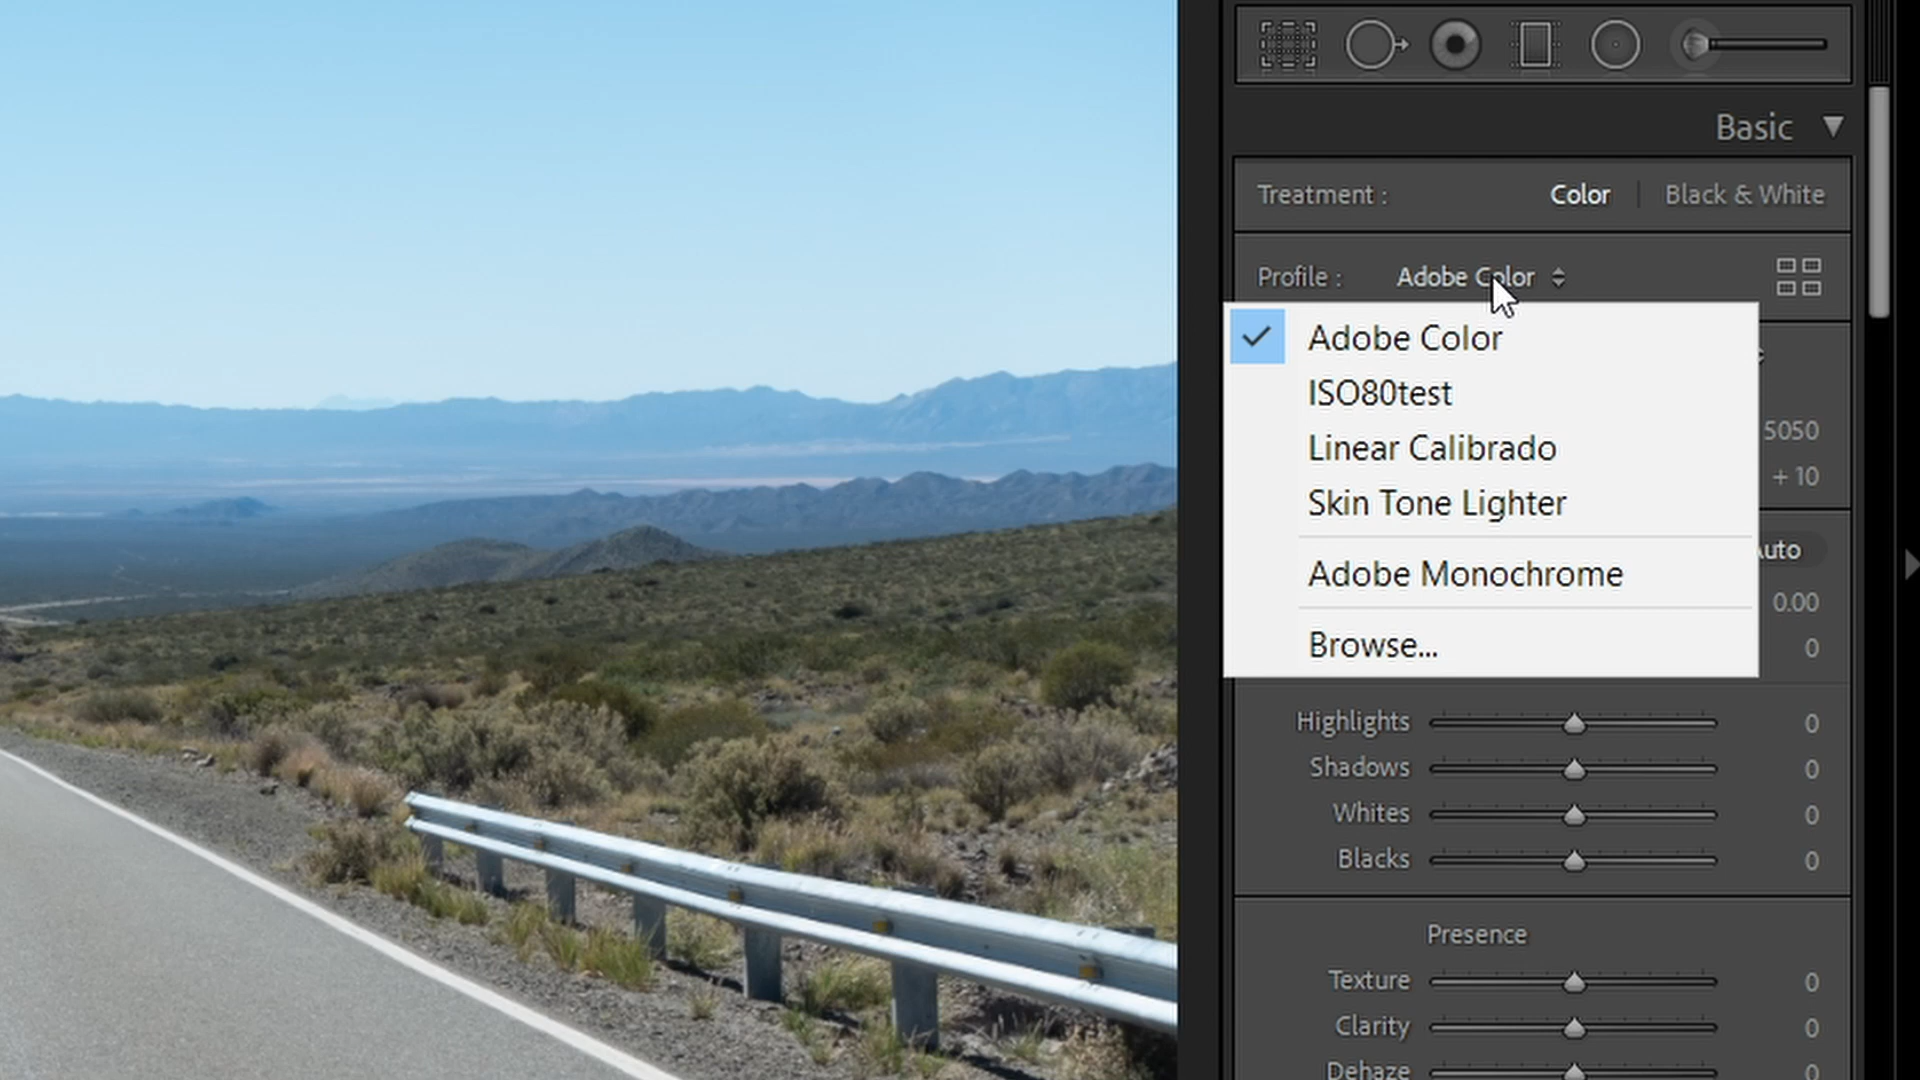 Basic
Treatment :
Color
Black & White
Profile :
Adobe Color
Adobe Color
ISO80test
Linear Calibrado
Skin Tone Lighter
Adobe Monochrome
Browse...
5050
+ 10
0.00
0
Highlights 0
Shadows 0
Whites 0
Blacks 0
Presence
Texture 0
Clarity 0
Dehaze 0